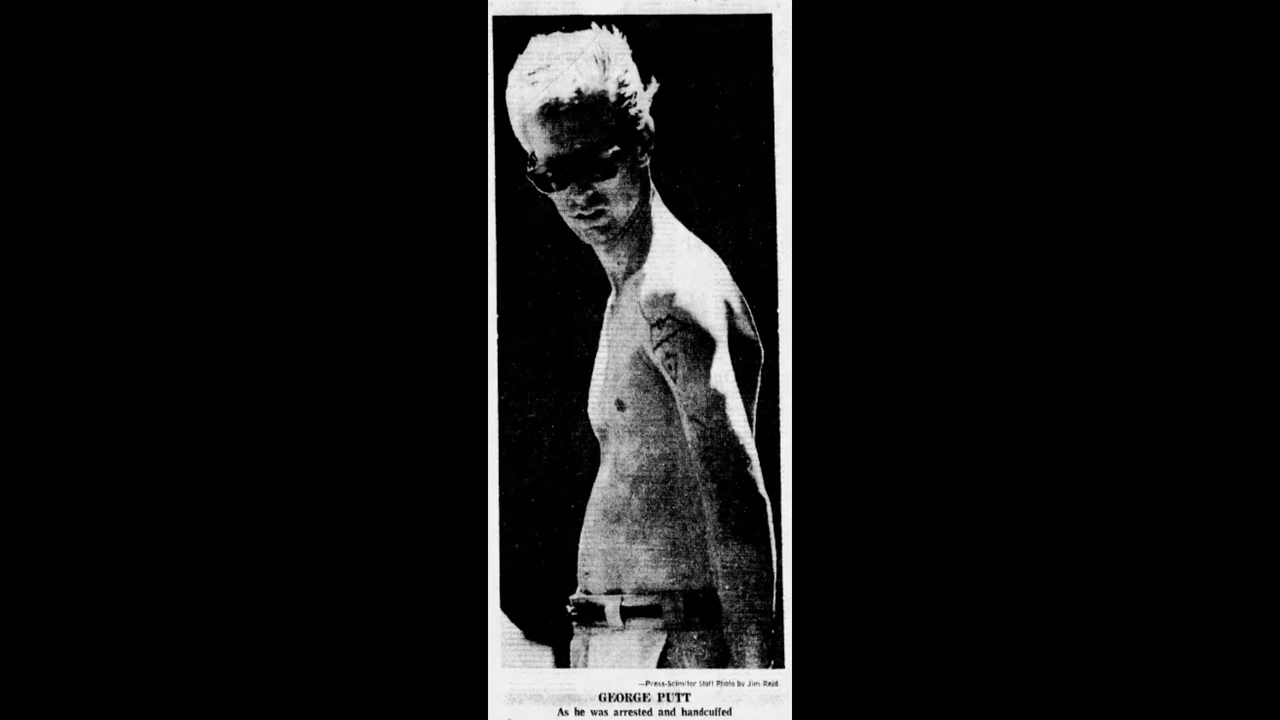 —Press-Scimitar Staff Photo by Jim Reid
GEORGE PUTT
As he was arrested and handcuffed